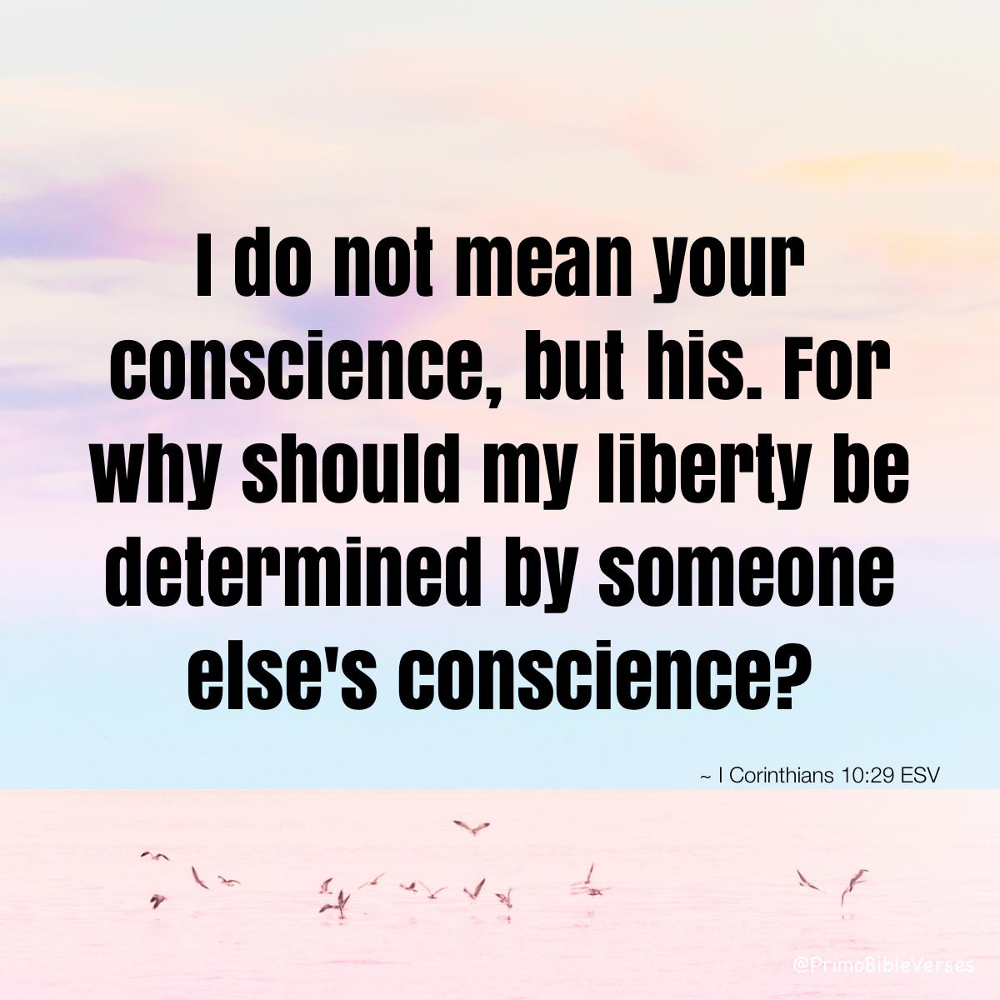 I do not mean your
conscience, but his. For
why should my liberty be
determined by someone
else's conscience?
~ I Corinthians 10:29 ESV
@PrimoBibleVerses